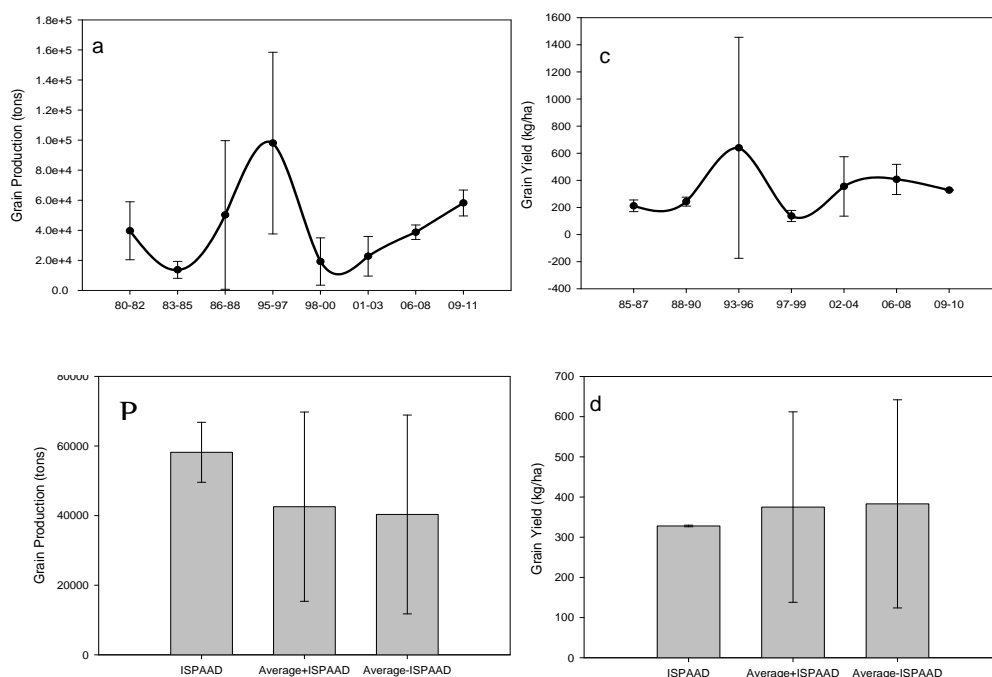 a
Grain Production (tons)
1.8e+5
1.6e+5
1.4e+5
1.2e+5
1.0e+5
8.0e+4
6.0e+4
4.0e+4
2.0e+4
0.0
80-82 83-85 86-88 95-97 98-00 01-03 06-08 09-11
c
Grain Yield (kg/ha)
1600
1400
1200
1000
800
600
400
200
0
-200
-400
85-87 88-90 93-96 97-99 02-04 06-08 09-10
P
Grain Production (tons)
80000
60000
40000
20000
0
ISPAAD Average+ISPAAD Average-ISPAAD
d
Grain Yield (kg/ha)
700
600
500
400
300
200
100
0
ISPAAD Average+ISPAAD Average-ISPAAD